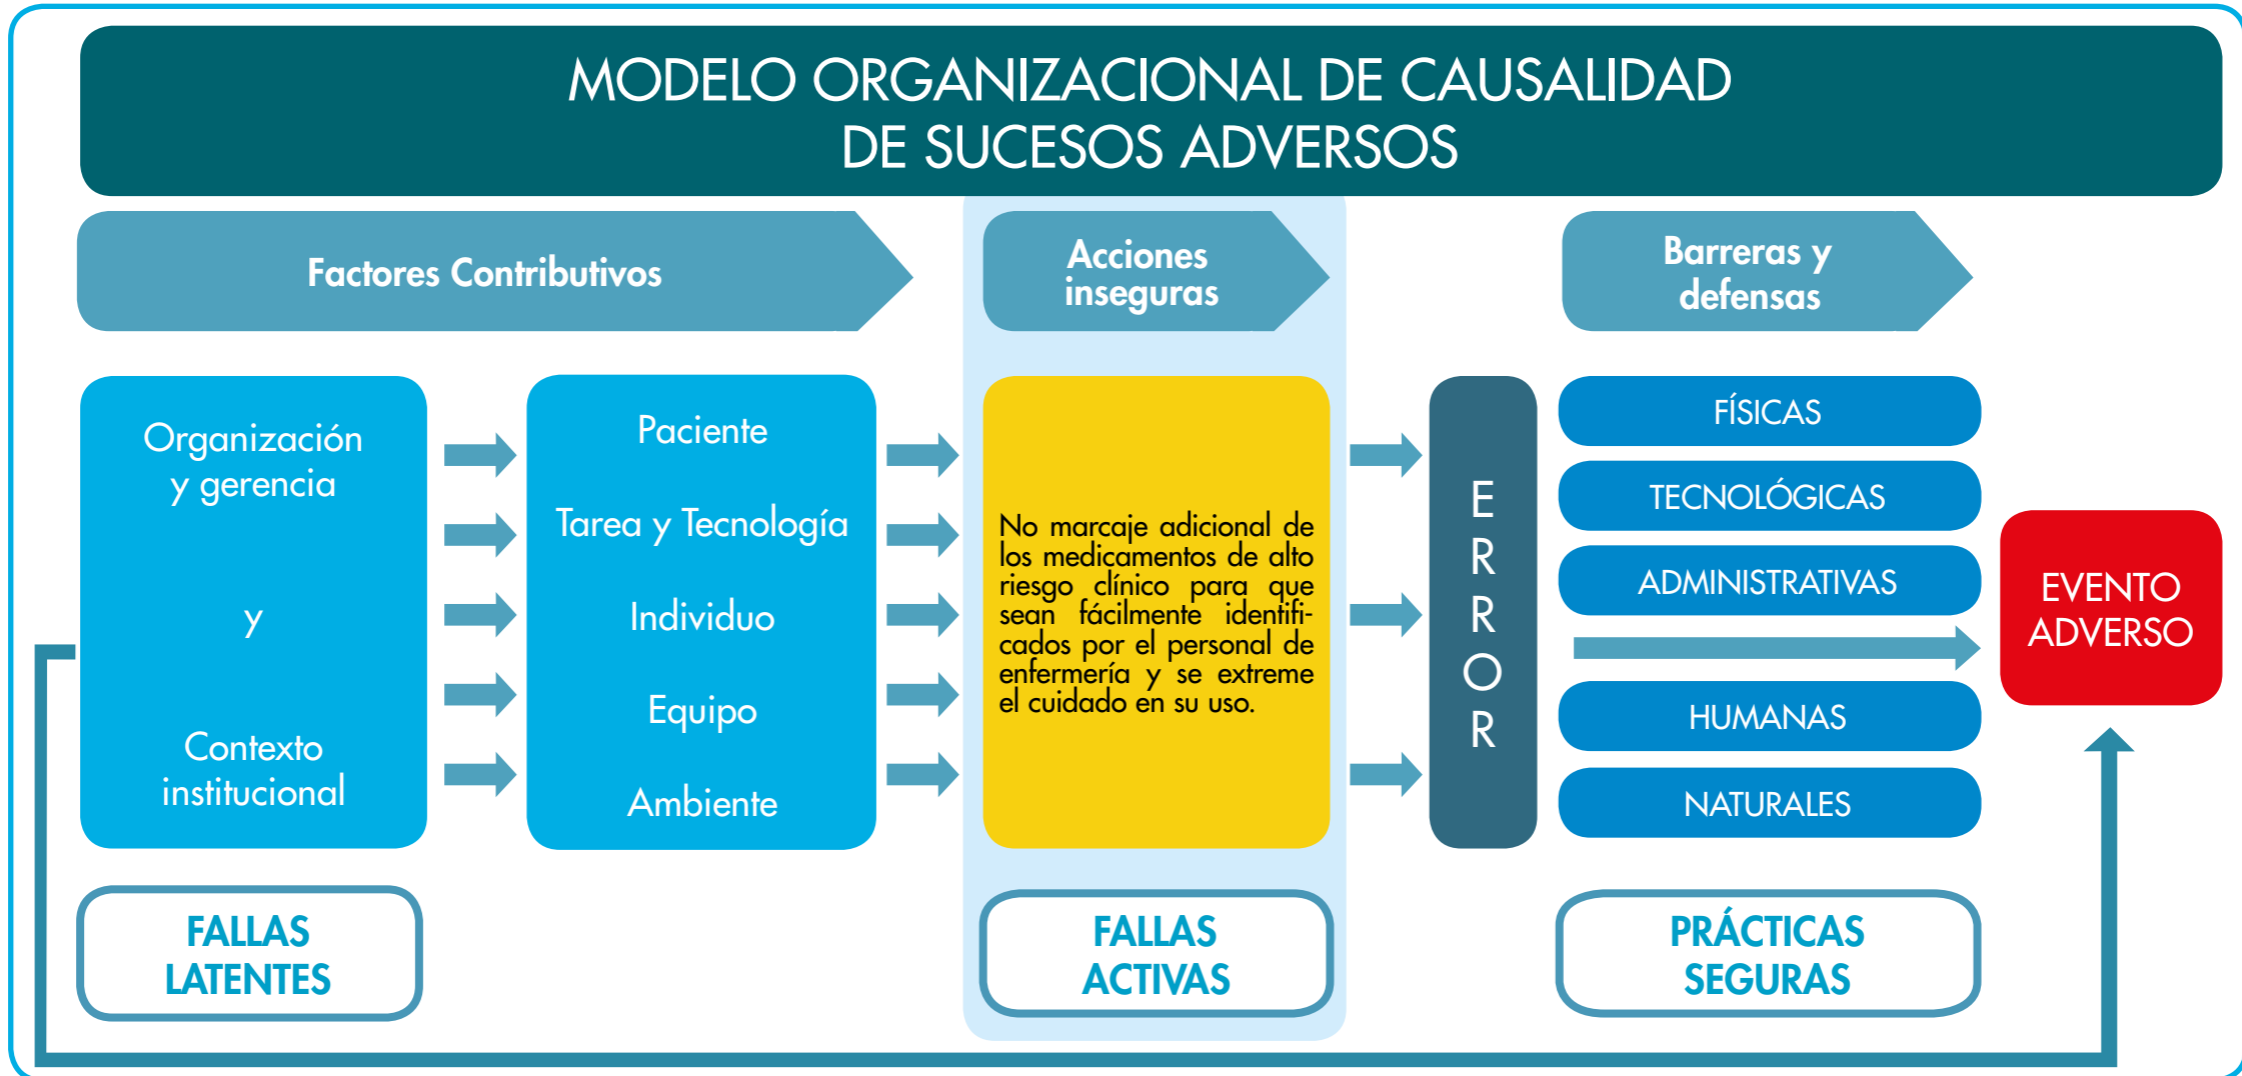 MODELO ORGANIZACIONAL DE CAUSALIDAD
DE SUCESOS ADVERSOS
Factores Contributivos
Acciones
inseguras
Barreras y
defensas
Organización
y gerencia
y
Contexto
institucional
Paciente
Tarea y Tecnología
Individuo
Equipo
Ambiente
No marcaje adicional de
los medicamentos de alto
riesgo clínico para que
sean fácilmente identifi-
cados por el personal de
enfermería y se extreme
el cuidado en su uso.
E
R
R
O
R
FÍSICAS
TECNOLÓGICAS
ADMINISTRATIVAS
HUMANAS
NATURALES
EVENTO
ADVERSO
FALLAS
LATENTES
FALLAS
ACTIVAS
PRÁCTICAS
SEGURAS